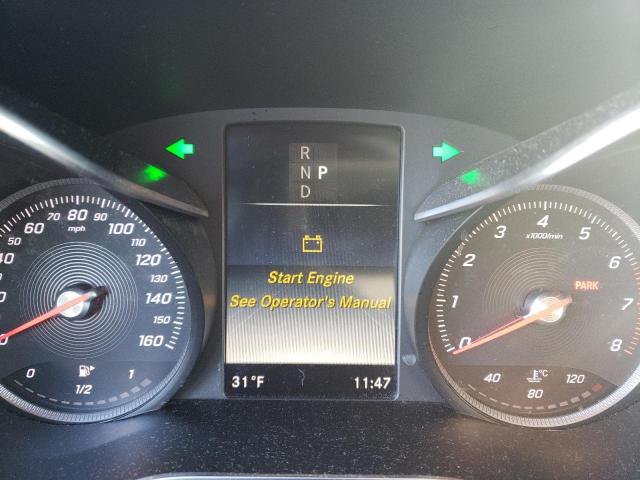 R
N P
D
Start Engine
See Operator's Manual
31°F 11:47
60 70 80 90 100
mph
50 110
40 120
130
140
150
160
0 1/2 1
0 1 2 3 4 5 6 7 8
x1000/min
PARK
°C
40 80 120